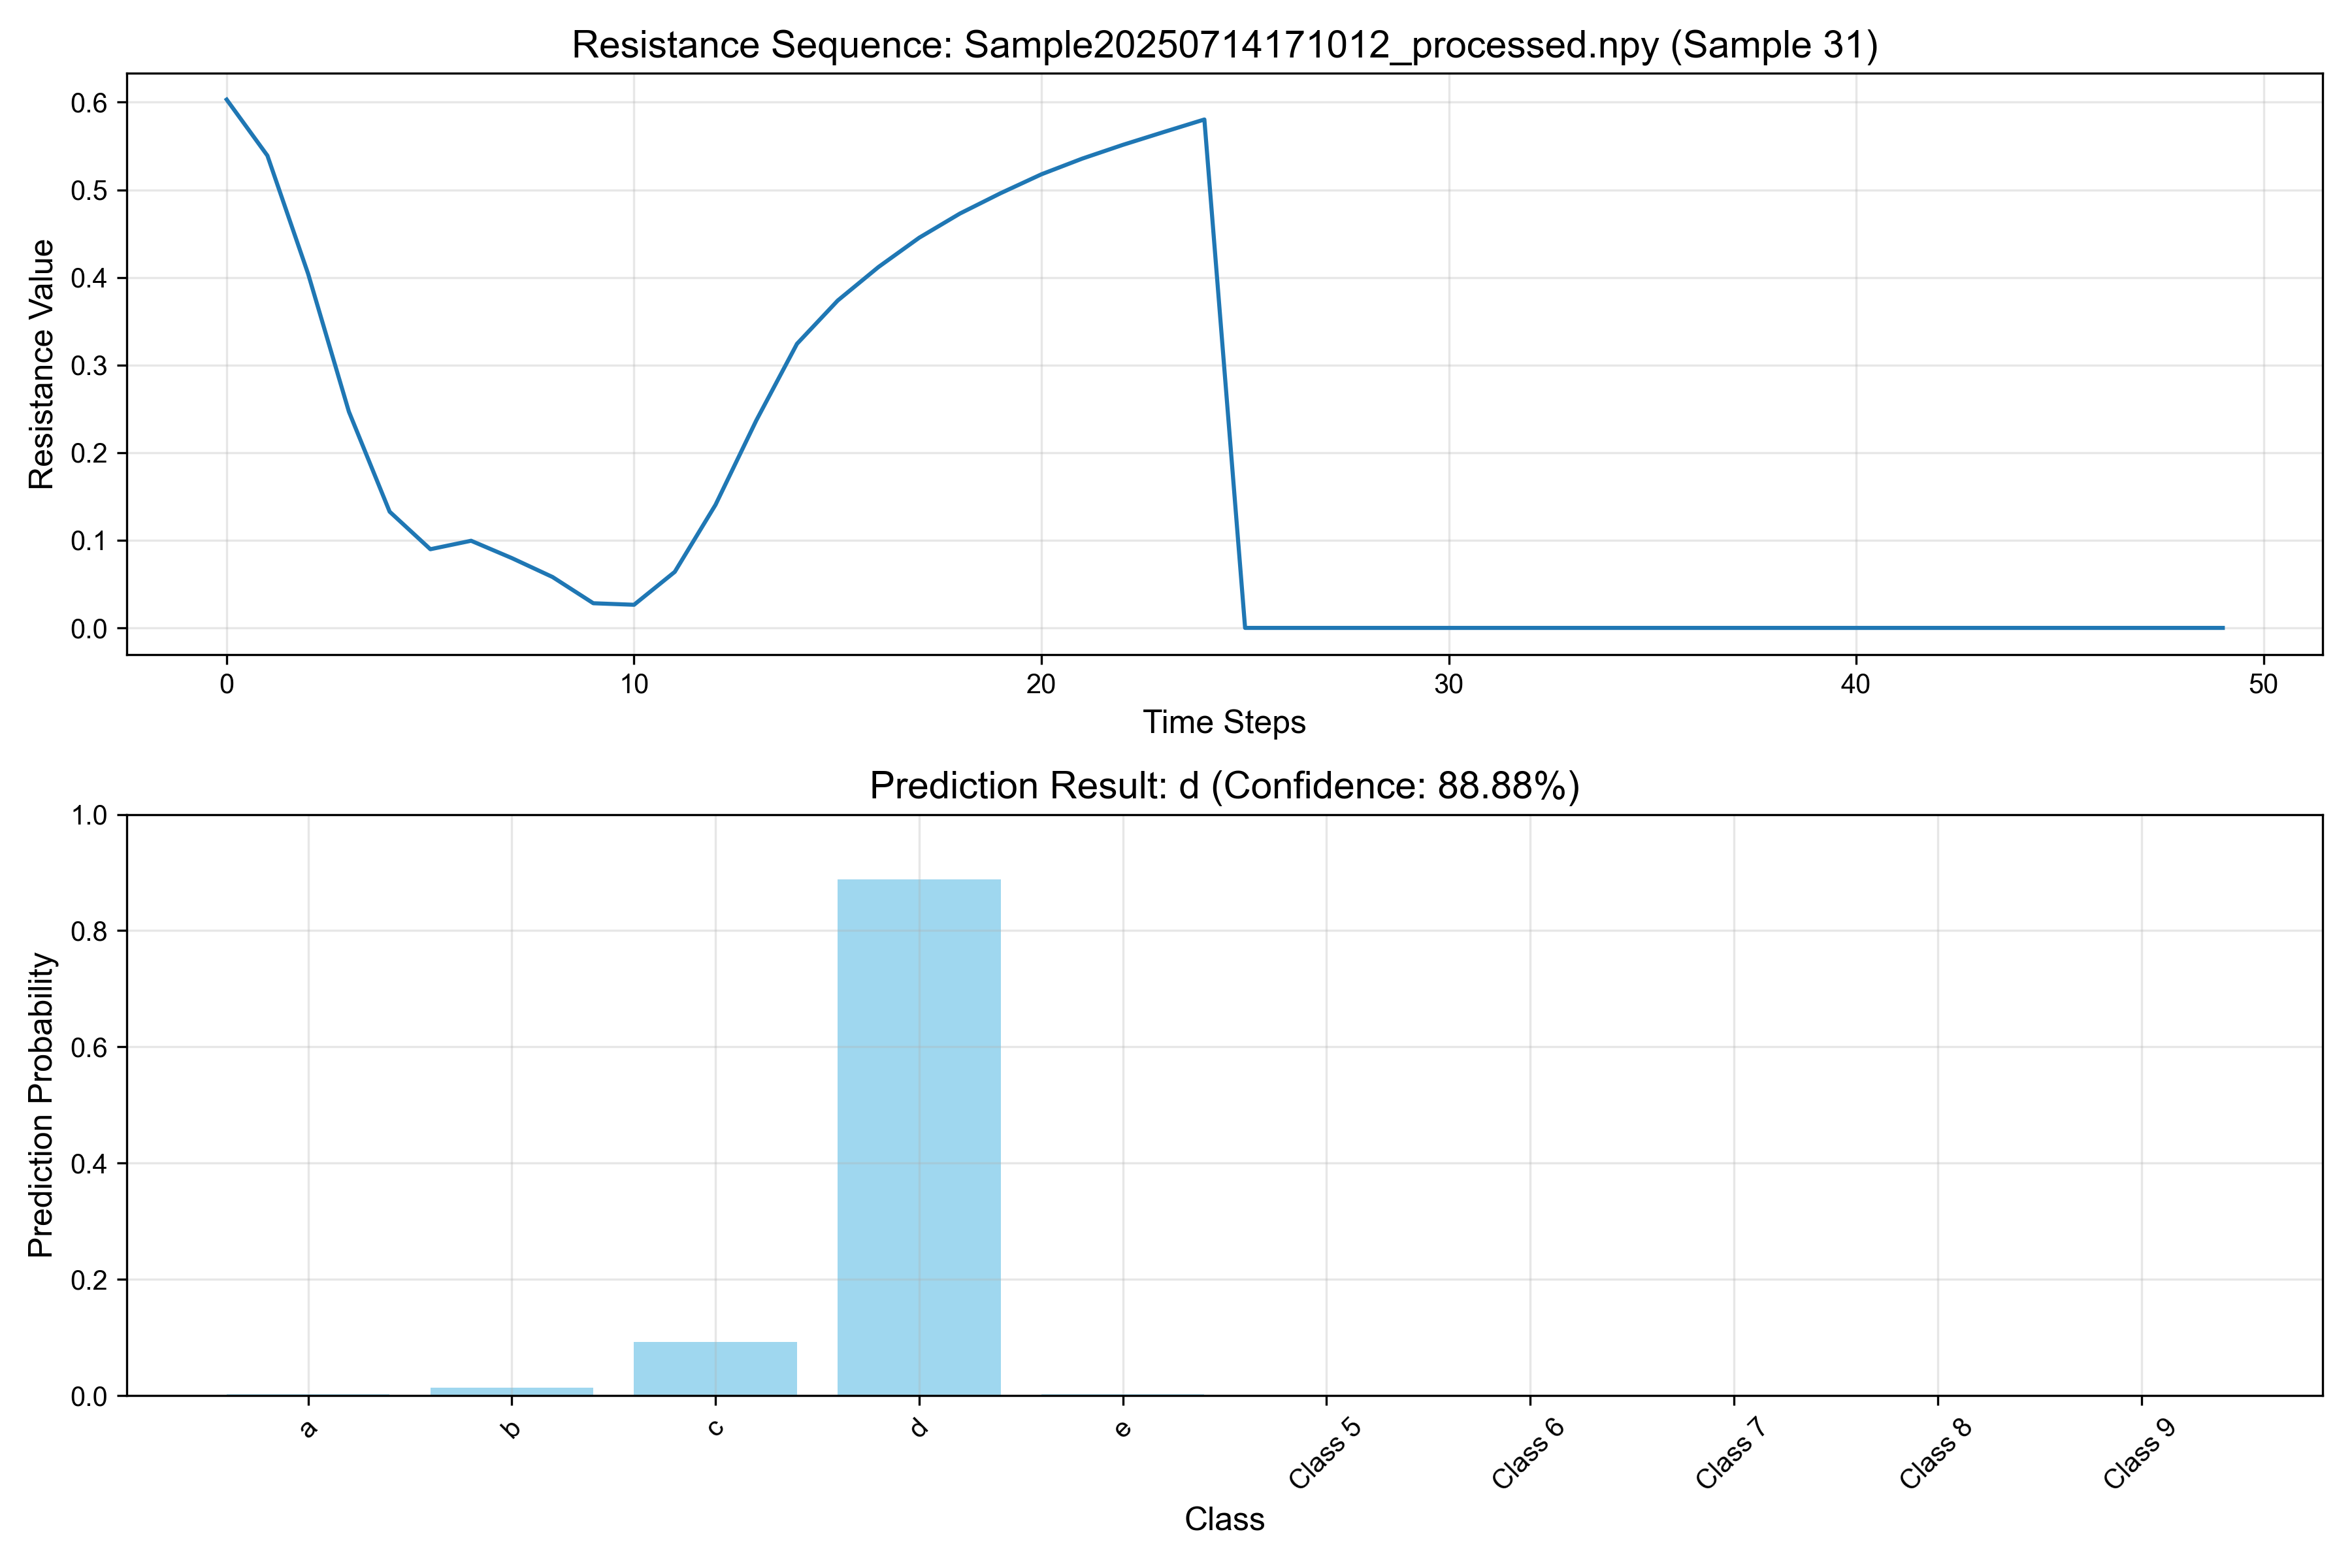 Resistance Sequence: Sample20250714171012_processed.npy (Sample 31)
Resistance Value
0.6
0.5
0.4
0.3
0.2
0.1
0.0
0 10 20 30 40 50
Time Steps
Prediction Result: d (Confidence: 88.88%)
Prediction Probability
1.0
0.8
0.6
0.4
0.2
0.0
a b c d e Class 5 Class 6 Class 7 Class 8 Class 9
Class